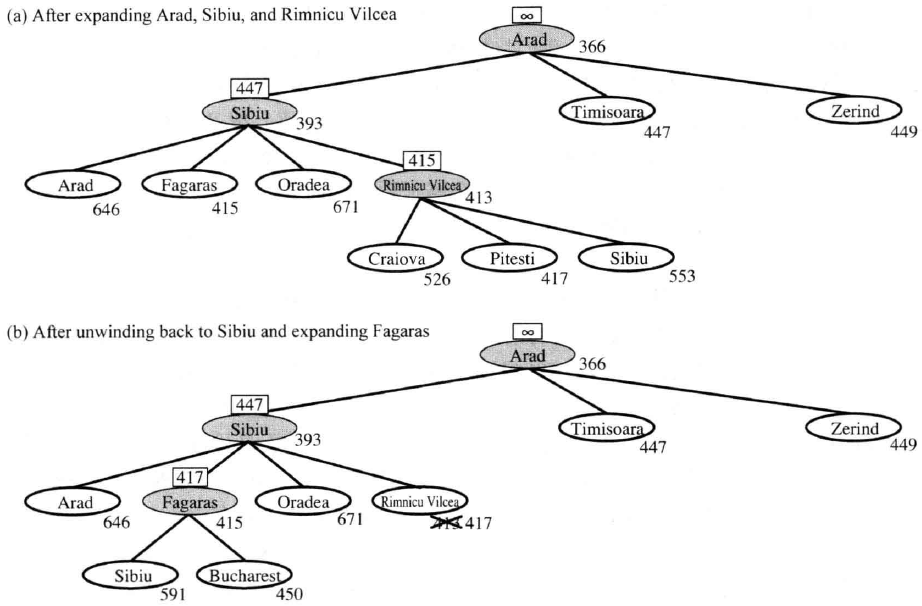 (a) After expanding Arad, Sibiu, and Rimnicu Vilcea
∞
Arad
366
447
Sibiu
393
Timisoara
447
Zerind
449
Arad
646
Fagaras
415
Oradea
671
415
Rimnicu Vilcea
413
Craiova
526
Pitesti
417
Sibiu
553
(b) After unwinding back to Sibiu and expanding Fagaras
∞
Arad
366
447
Sibiu
393
Timisoara
447
Zerind
449
Arad
646
417
Fagaras
415
Oradea
671
Rimnicu Vilcea
413 417
Sibiu
591
Bucharest
450